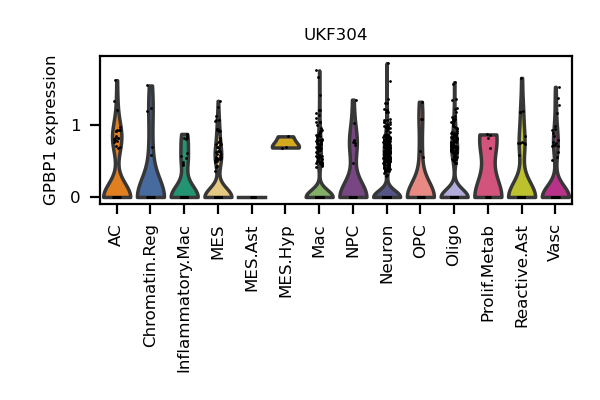 UKF304
GPBP1 expression
1
0
AC
Chromatin.Reg
Inflammatory.Mac
MES
MES.Ast
MES.Hyp
Mac
NPC
Neuron
OPC
Oligo
Prolif.Metab
Reactive.Ast
Vasc